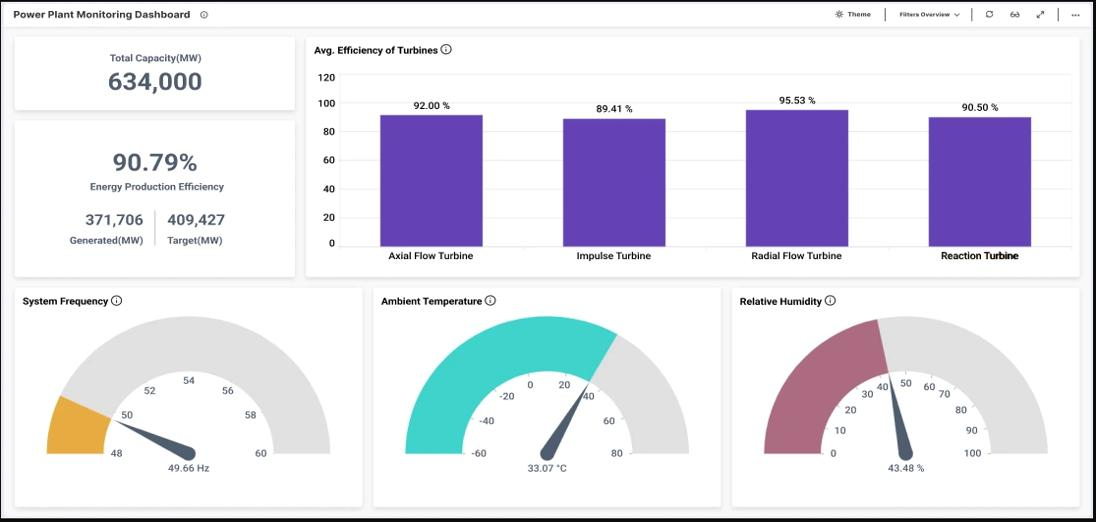 Power Plant Monitoring Dashboard
Theme
Filters Overview
Total Capacity(MW)
634,000
90.79%
Energy Production Efficiency
371,706
Generated(MW)
409,427
Target(MW)
Avg. Efficiency of Turbines
120
100
80
60
40
20
0
92.00 %
89.41 %
95.53 %
90.50 %
Axial Flow Turbine
Impulse Turbine
Radial Flow Turbine
Reaction Turbine
System Frequency
48
50
52
54
56
58
60
49.66 Hz
Ambient Temperature
-60
-40
-20
0
20
40
60
80
33.07 °C
Relative Humidity
0
10
20
30
40
50
60
70
80
90
100
43.48 %